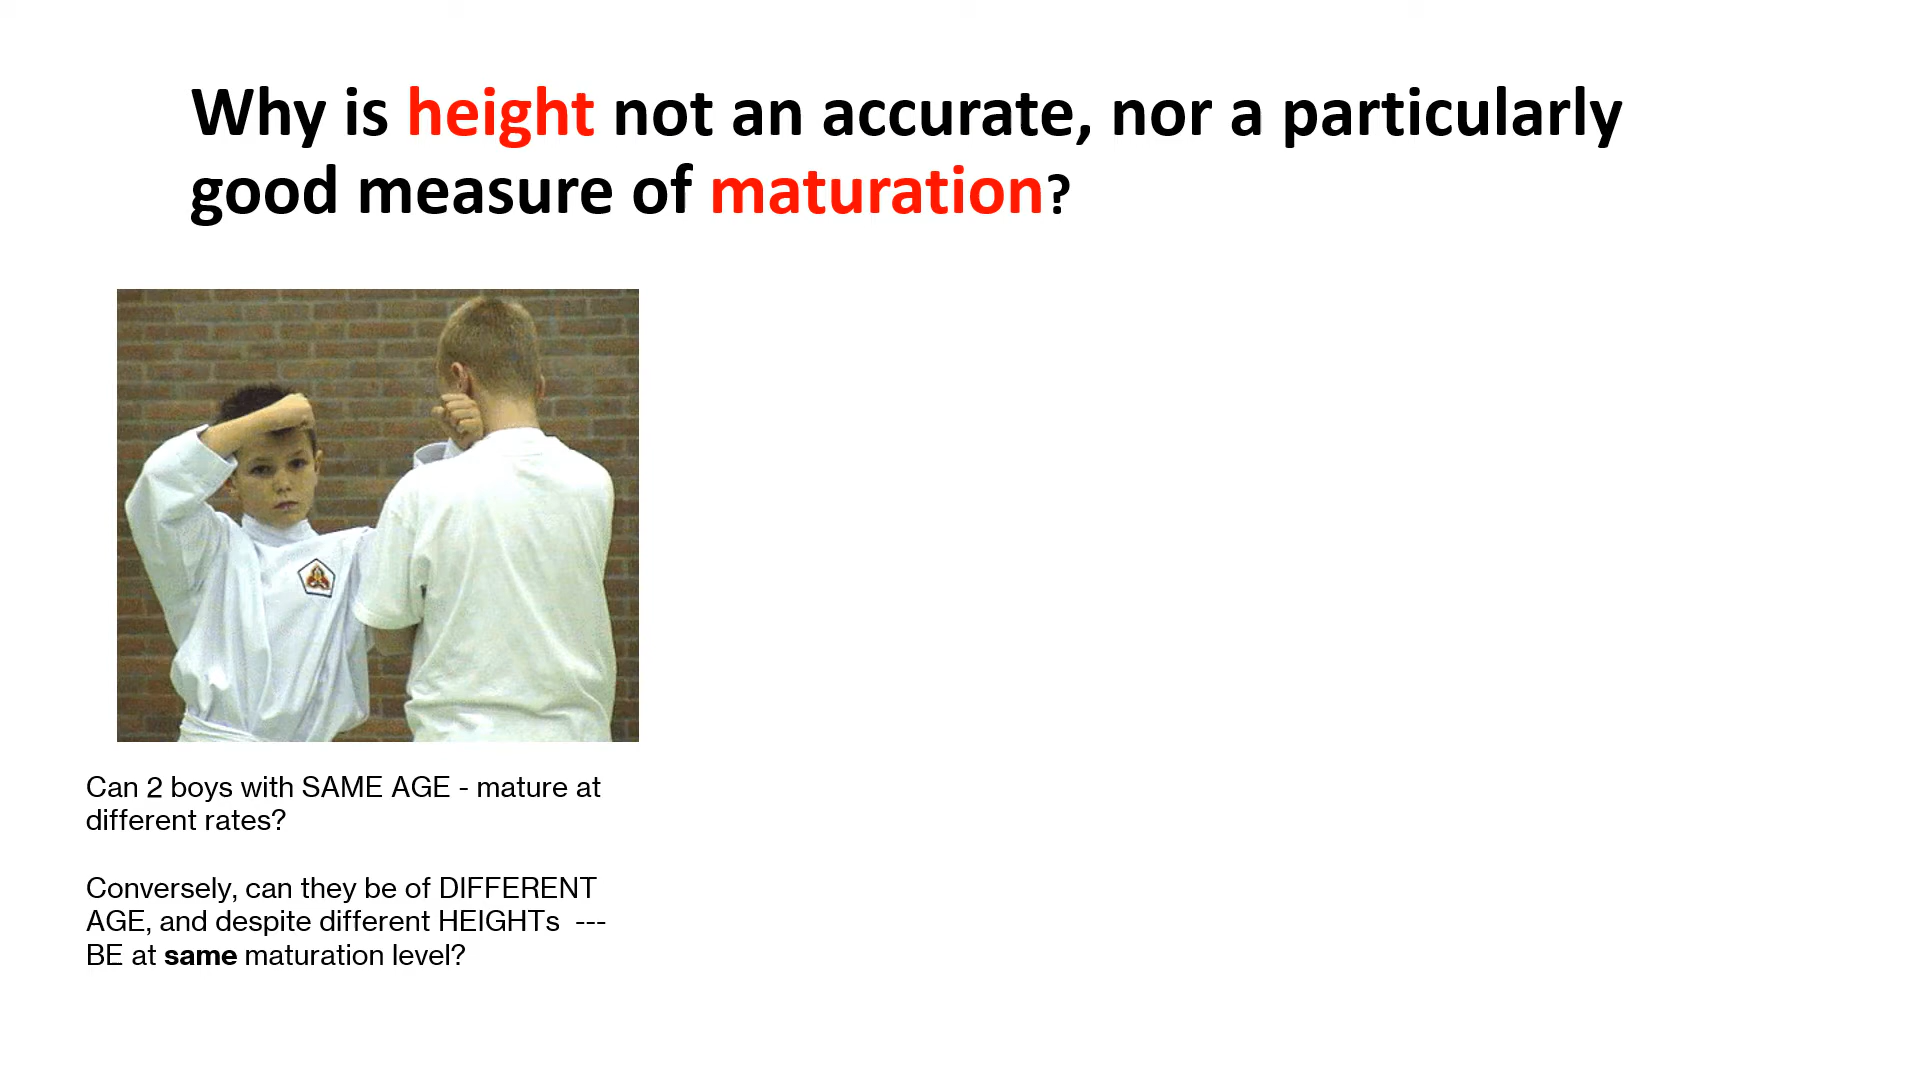 Why is height not an accurate, nor a particularly
good measure of maturation?
Can 2 boys with SAME AGE - mature at
different rates?
Conversely, can they be of DIFFERENT
AGE, and despite different HEIGHTs  ---
BE at same maturation level?